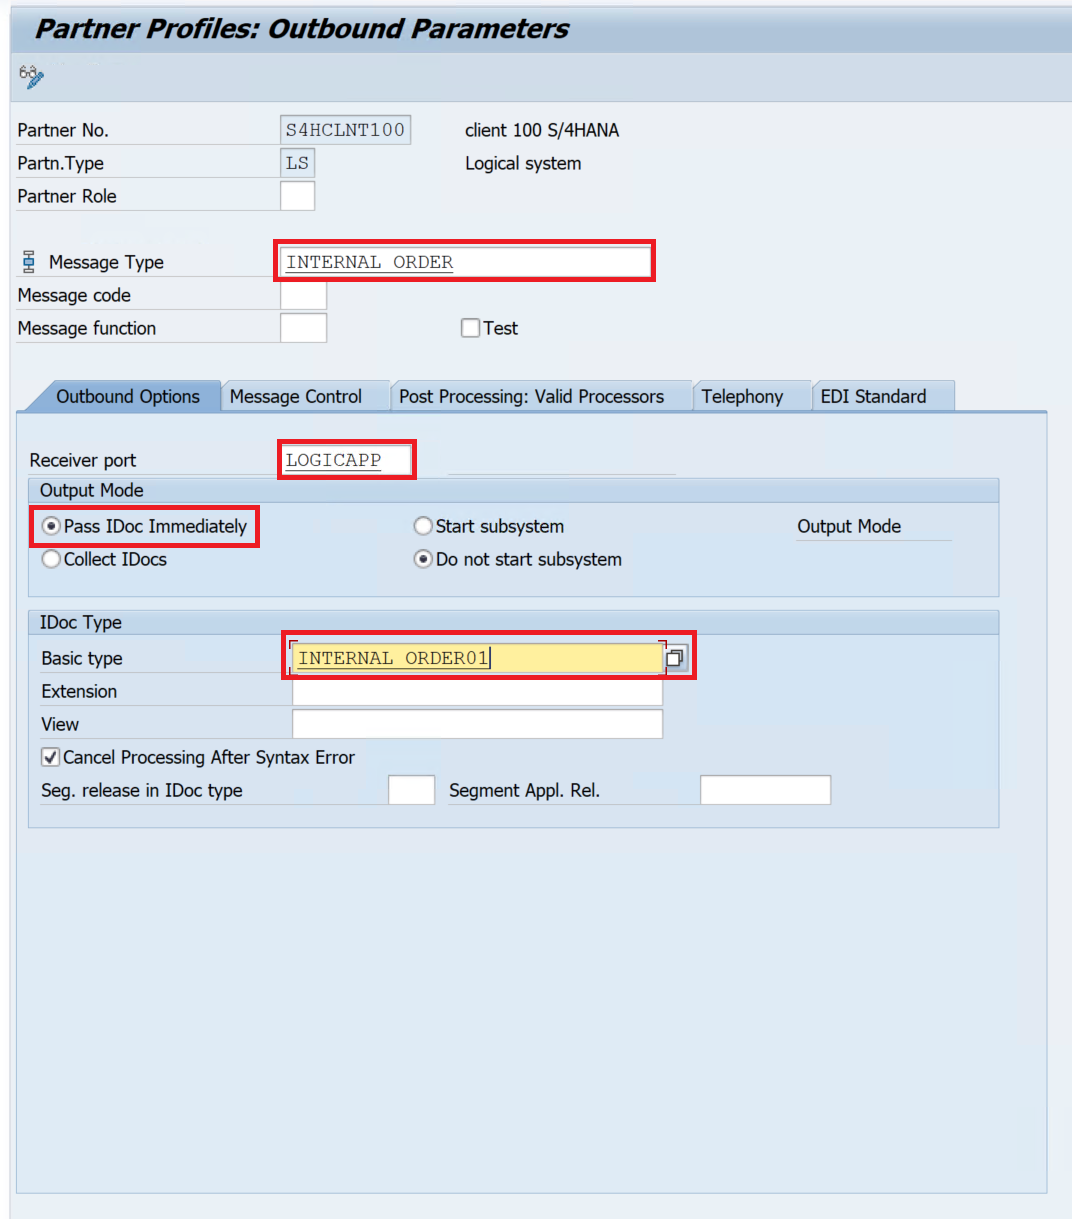 Partner Profiles: Outbound Parameters
Partner No. S4HCLNT100 client 100 S/4HANA
Partn.Type LS Logical system
Partner Role
Message Type INTERNAL_ORDER
Message code
Message function Test
Outbound Options Message Control Post Processing: Valid Processors Telephony EDI Standard
Receiver port LOGICAPP
Output Mode
Pass IDoc Immediately Start subsystem Output Mode
Collect IDocs Do not start subsystem
IDoc Type
Basic type INTERNAL_ORDER01
Extension
View
Cancel Processing After Syntax Error
Seg. release in IDoc type Segment Appl. Rel.